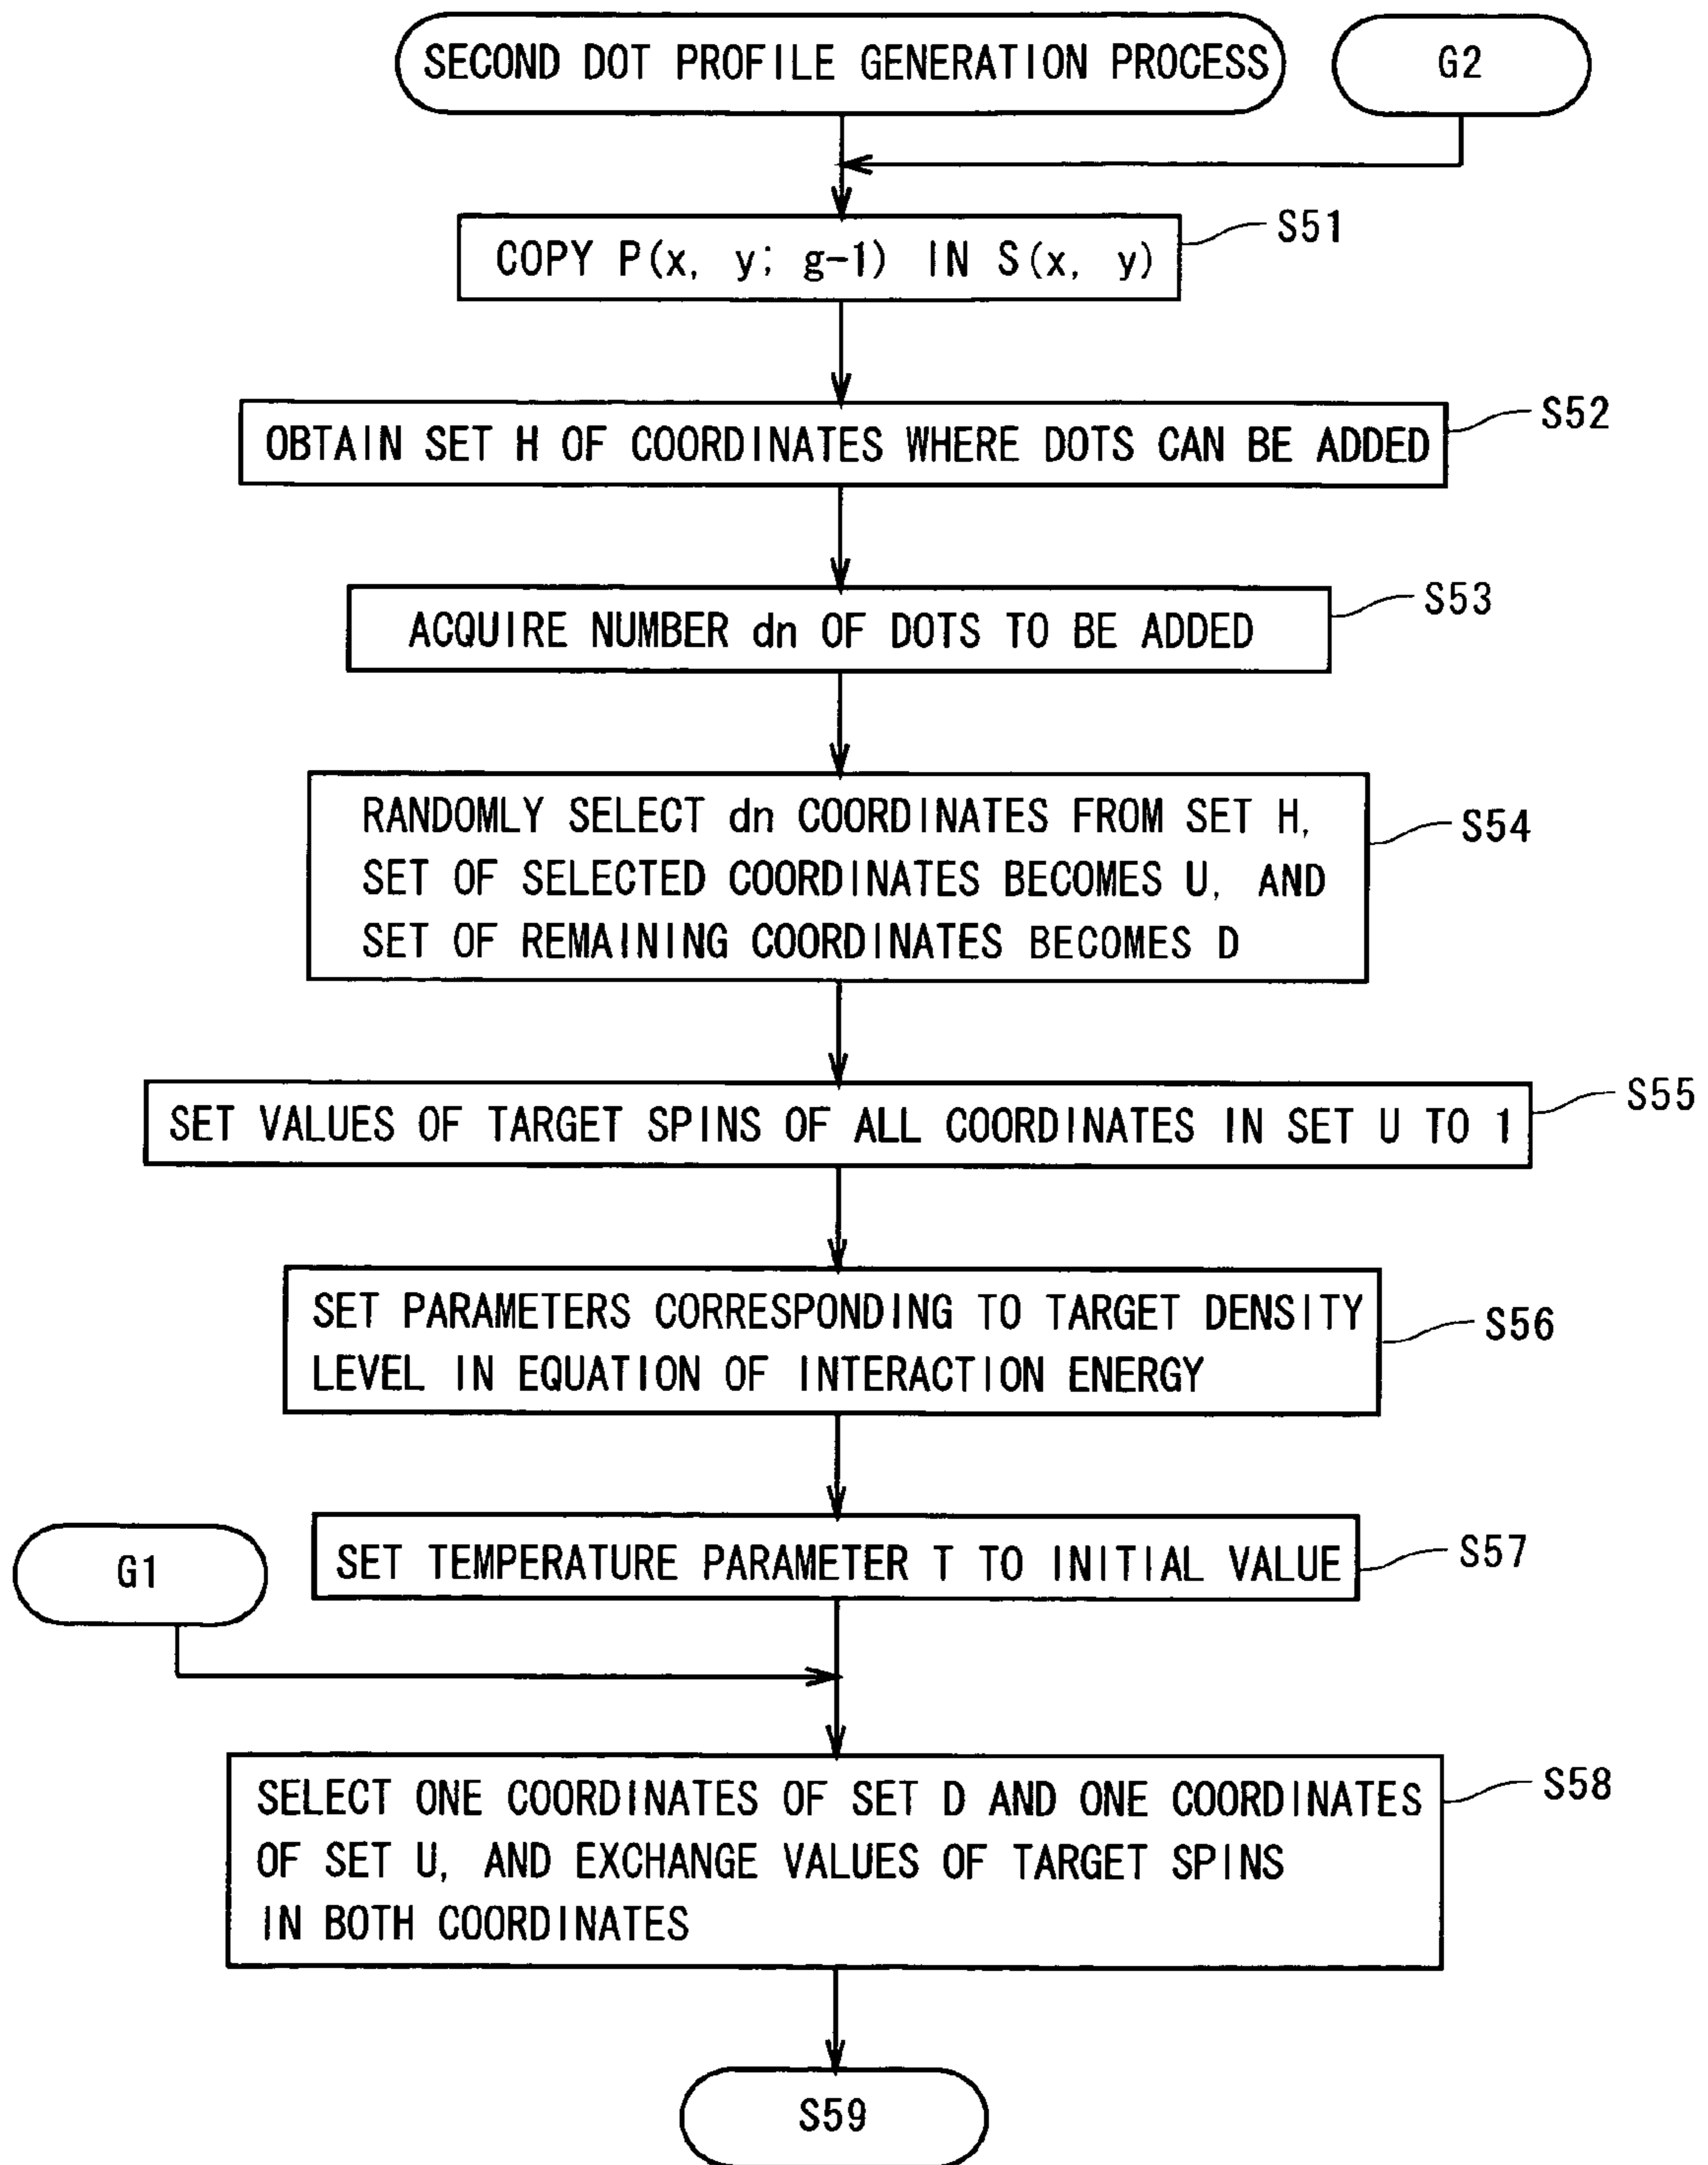 SECOND DOT PROFILE GENERATION PROCESS
G2
COPY P(x, y; g-1) IN S(x, y)
S51
OBTAIN SET H OF COORDINATES WHERE DOTS CAN BE ADDED
S52
ACQUIRE NUMBER dn OF DOTS TO BE ADDED
S53
RANDOMLY SELECT dn COORDINATES FROM SET H,
SET OF SELECTED COORDINATES BECOMES U, AND
SET OF REMAINING COORDINATES BECOMES D
S54
SET VALUES OF TARGET SPINS OF ALL COORDINATES IN SET U TO 1
S55
SET PARAMETERS CORRESPONDING TO TARGET DENSITY
LEVEL IN EQUATION OF INTERACTION ENERGY
S56
G1
SET TEMPERATURE PARAMETER T TO INITIAL VALUE
S57
SELECT ONE COORDINATES OF SET D AND ONE COORDINATES
OF SET U, AND EXCHANGE VALUES OF TARGET SPINS
IN BOTH COORDINATES
S58
S59